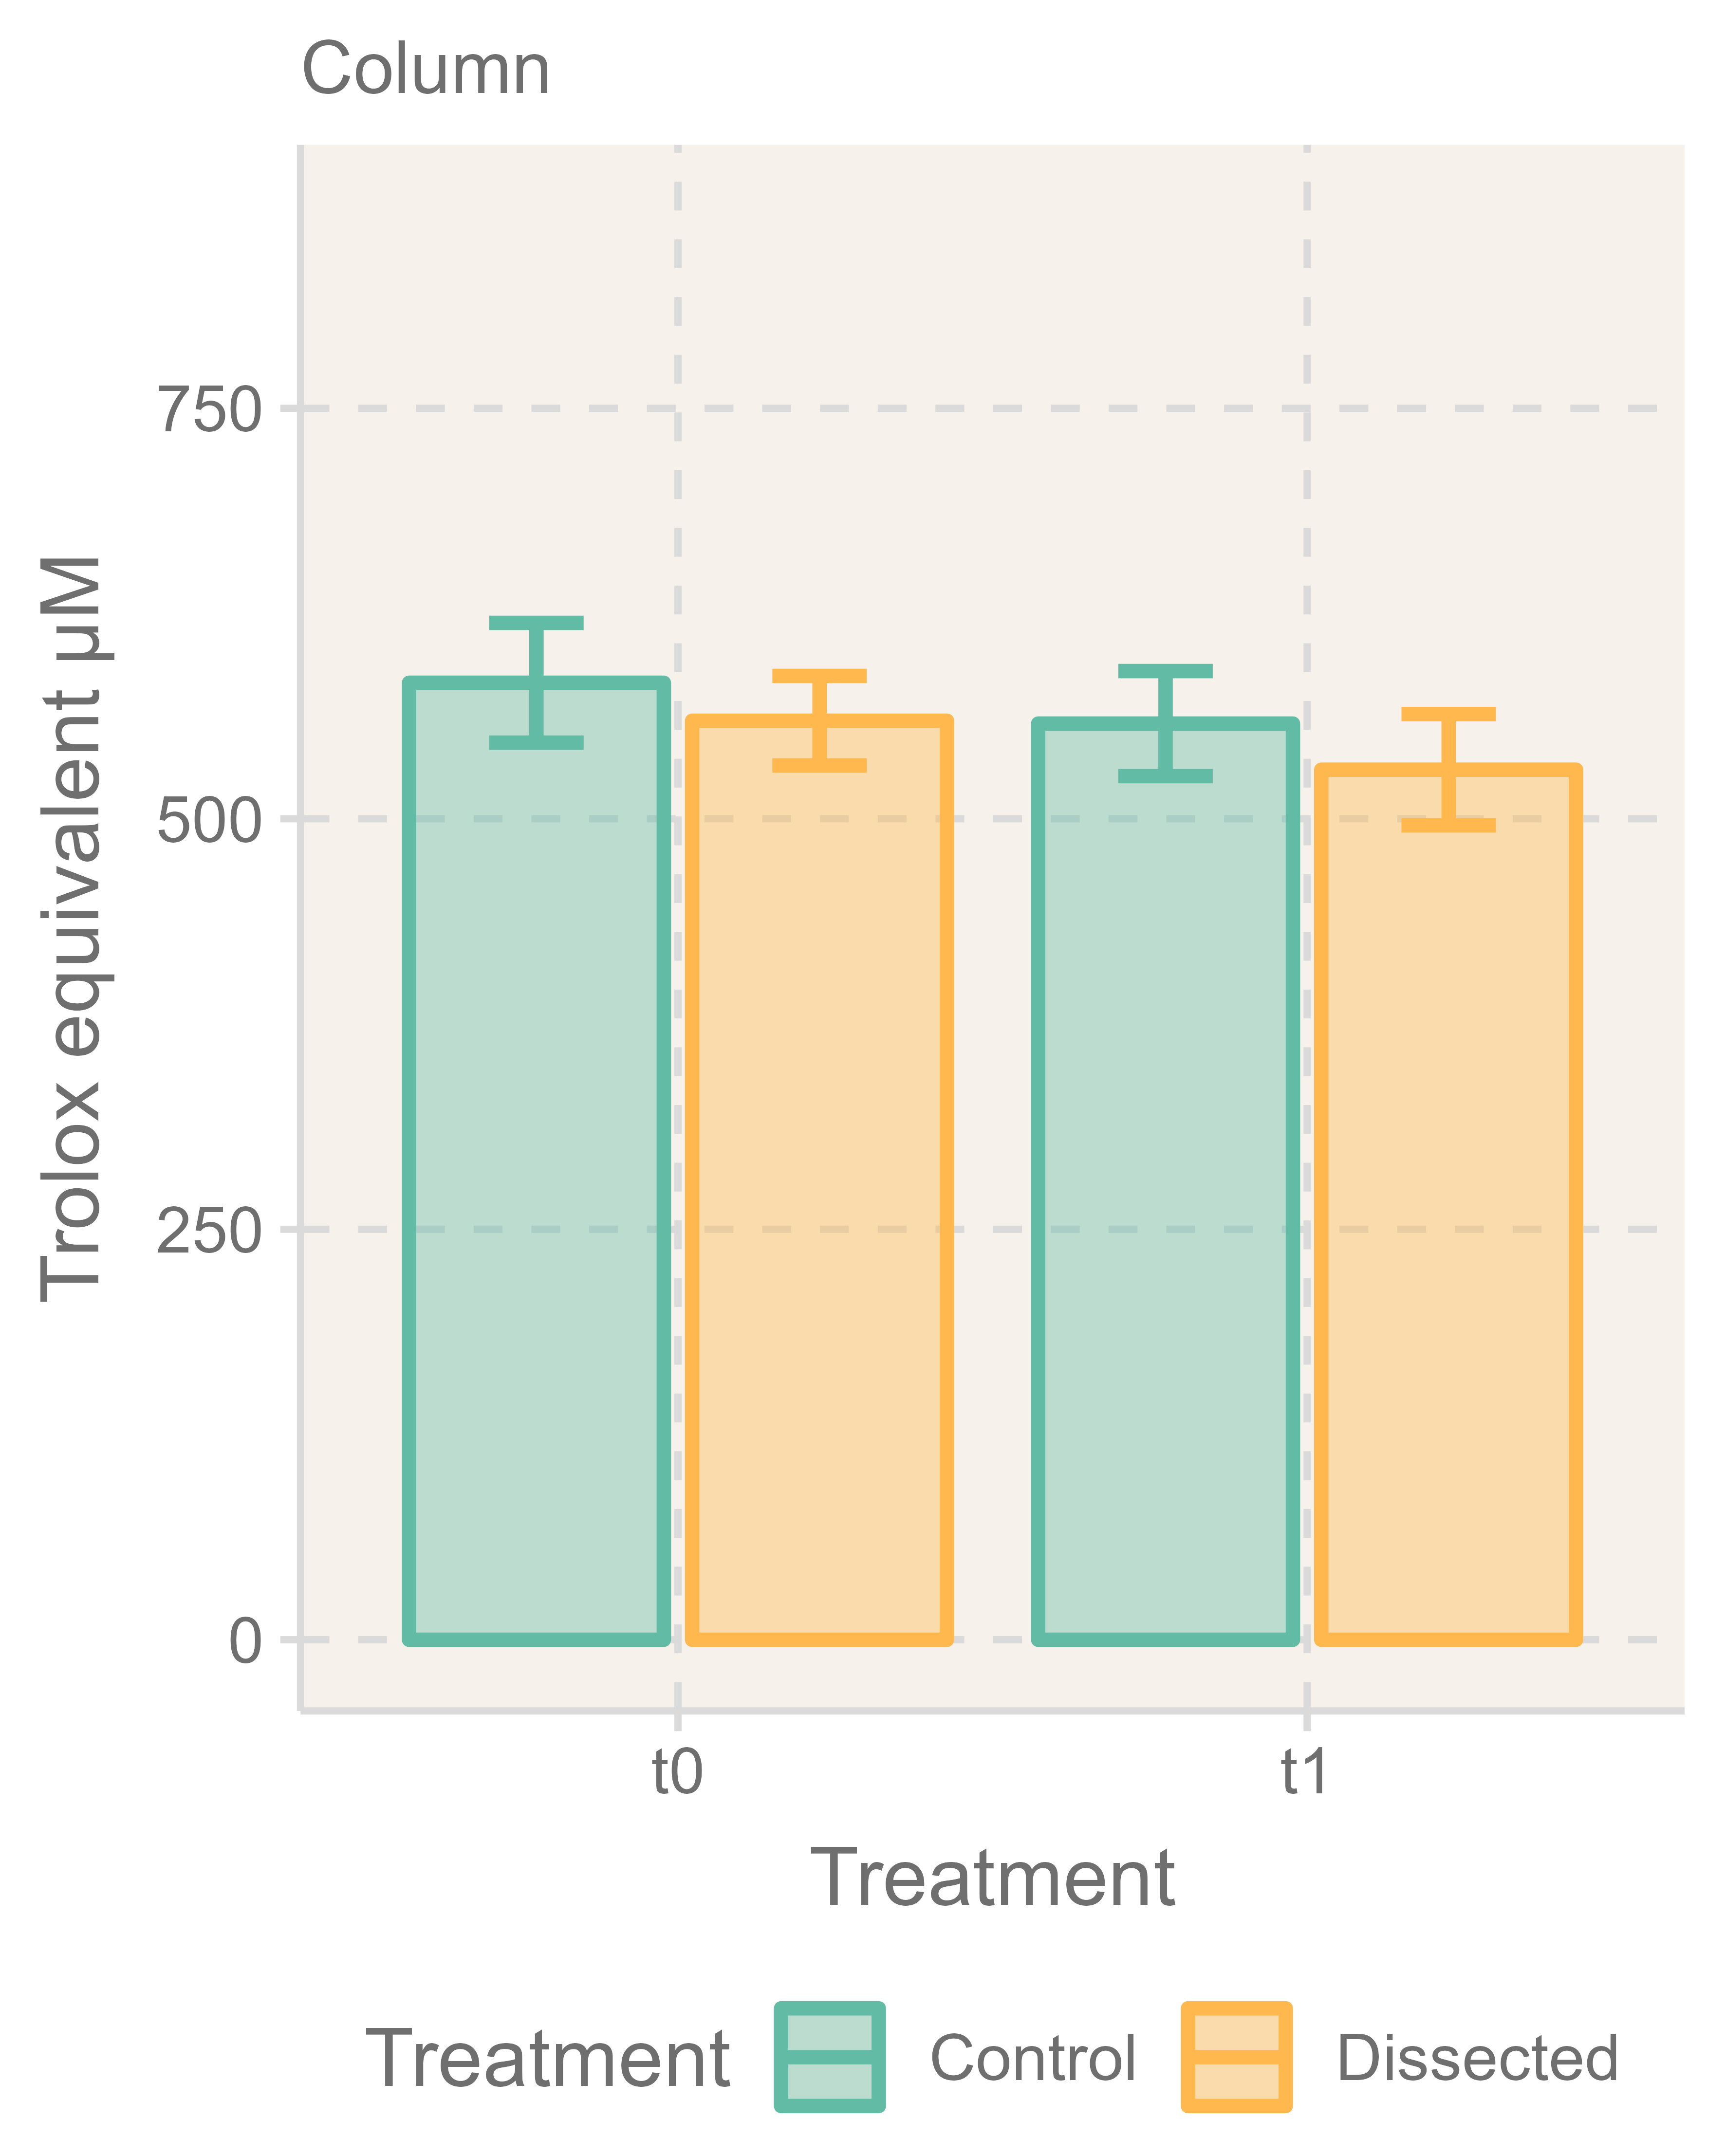 Column
Trolox equivalent µM
750
500
250
0
t0 t1
Treatment
Treatment Control Dissected